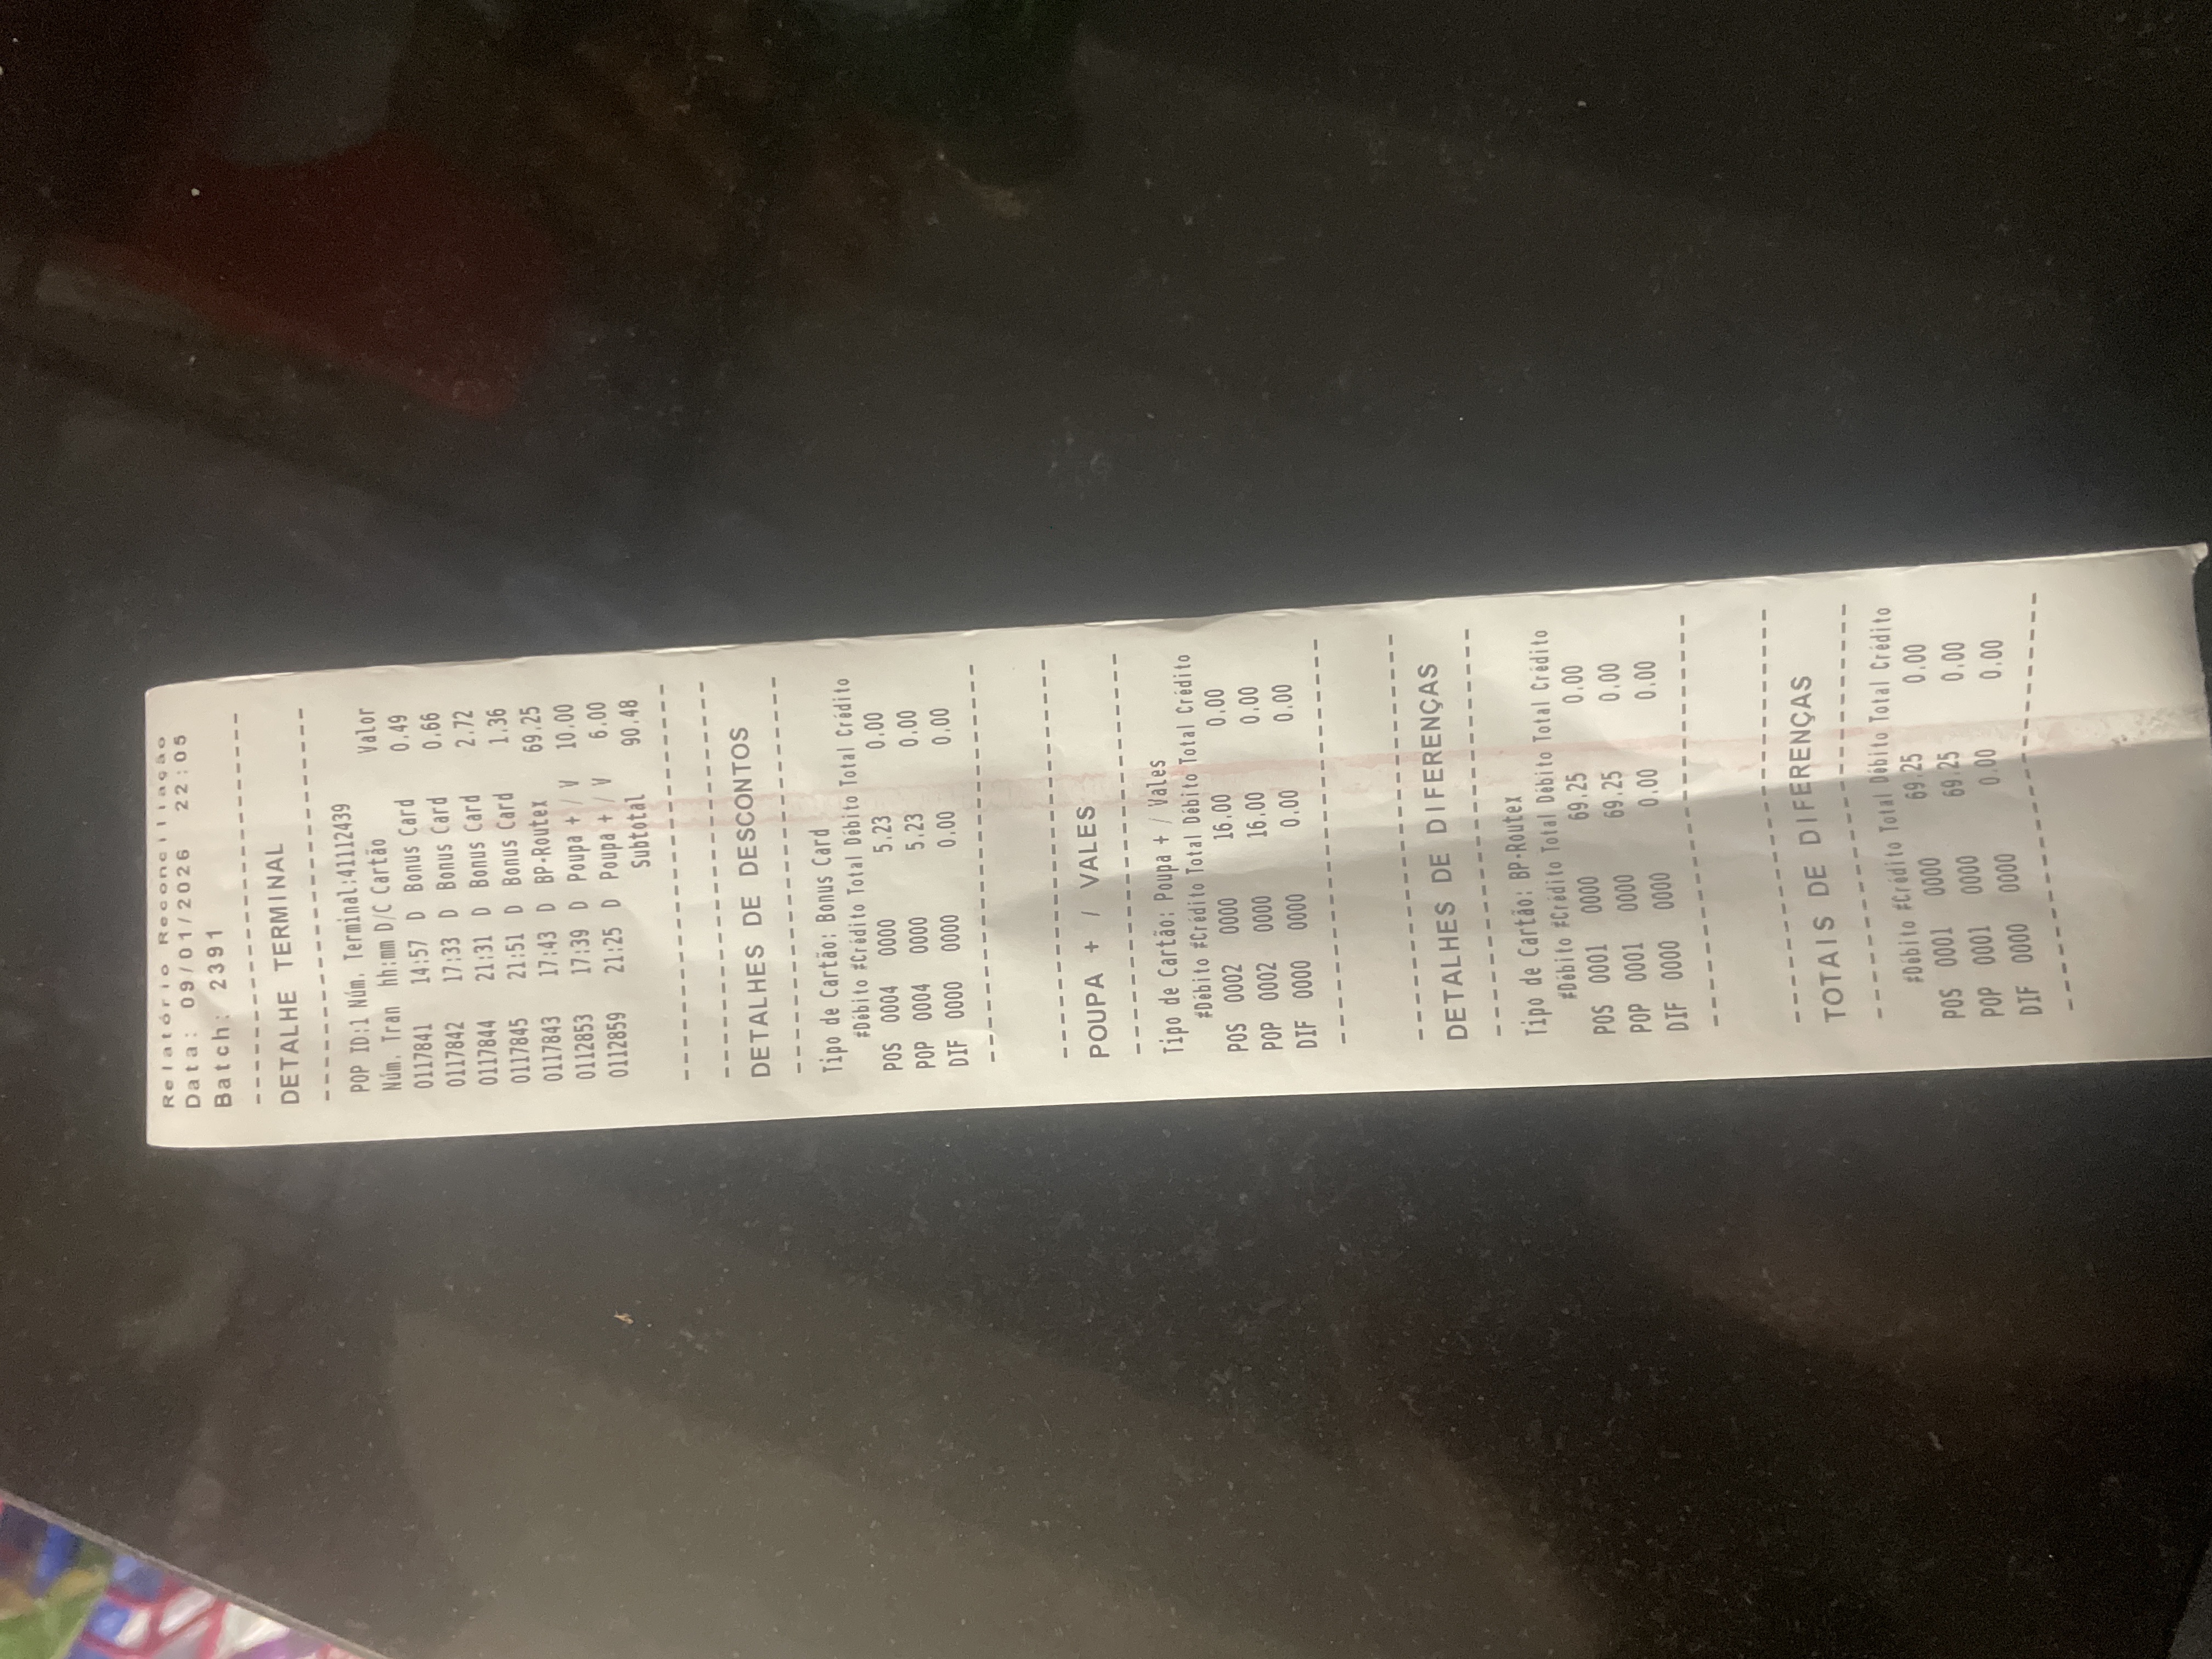 Relatório Reconciliação
Data: 09/01/2026 22:05
Batch: 2391
------------------------
DETALHE TERMINAL
------------------------
POP ID:1 Núm. Terminal:41112439
Núm. Tran hh:mm D/C Cartão Valor
0117841 14:57 D Bonus Card 0.49
0117842 17:33 D Bonus Card 0.66
0117844 21:31 D Bonus Card 2.72
0117845 21:51 D Bonus Card 1.36
0117843 17:43 D BP-Routex 69.25
0112853 17:39 D Poupa + / V 10.00
0112859 21:25 D Poupa + / V 6.00
Subtotal 90.48
------------------------
------------------------
DETALHES DE DESCONTOS
------------------------
Tipo de Cartão: Bonus Card
#Débito #Crédito Total Débito Total Crédito
POS 0004 0000 5.23 0.00
POP 0004 0000 5.23 0.00
DIF 0000 0000 0.00 0.00
------------------------
------------------------
POUPA + / VALES
------------------------
Tipo de Cartão: Poupa + / Vales
#Débito #Crédito Total Débito Total Crédito
POS 0002 0000 16.00 0.00
POP 0002 0000 16.00 0.00
DIF 0000 0000 0.00 0.00
------------------------
------------------------
DETALHES DE DIFERENÇAS
------------------------
Tipo de Cartão: BP-Routex
#Débito #Crédito Total Débito Total Crédito
POS 0001 0000 69.25 0.00
POP 0001 0000 69.25 0.00
DIF 0000 0000 0.00 0.00
------------------------
------------------------
TOTAIS DE DIFERENÇAS
------------------------
#Débito #Crédito Total Débito Total Crédito
POS 0001 0000 69.25 0.00
POP 0001 0000 69.25 0.00
DIF 0000 0000 0.00 0.00
------------------------